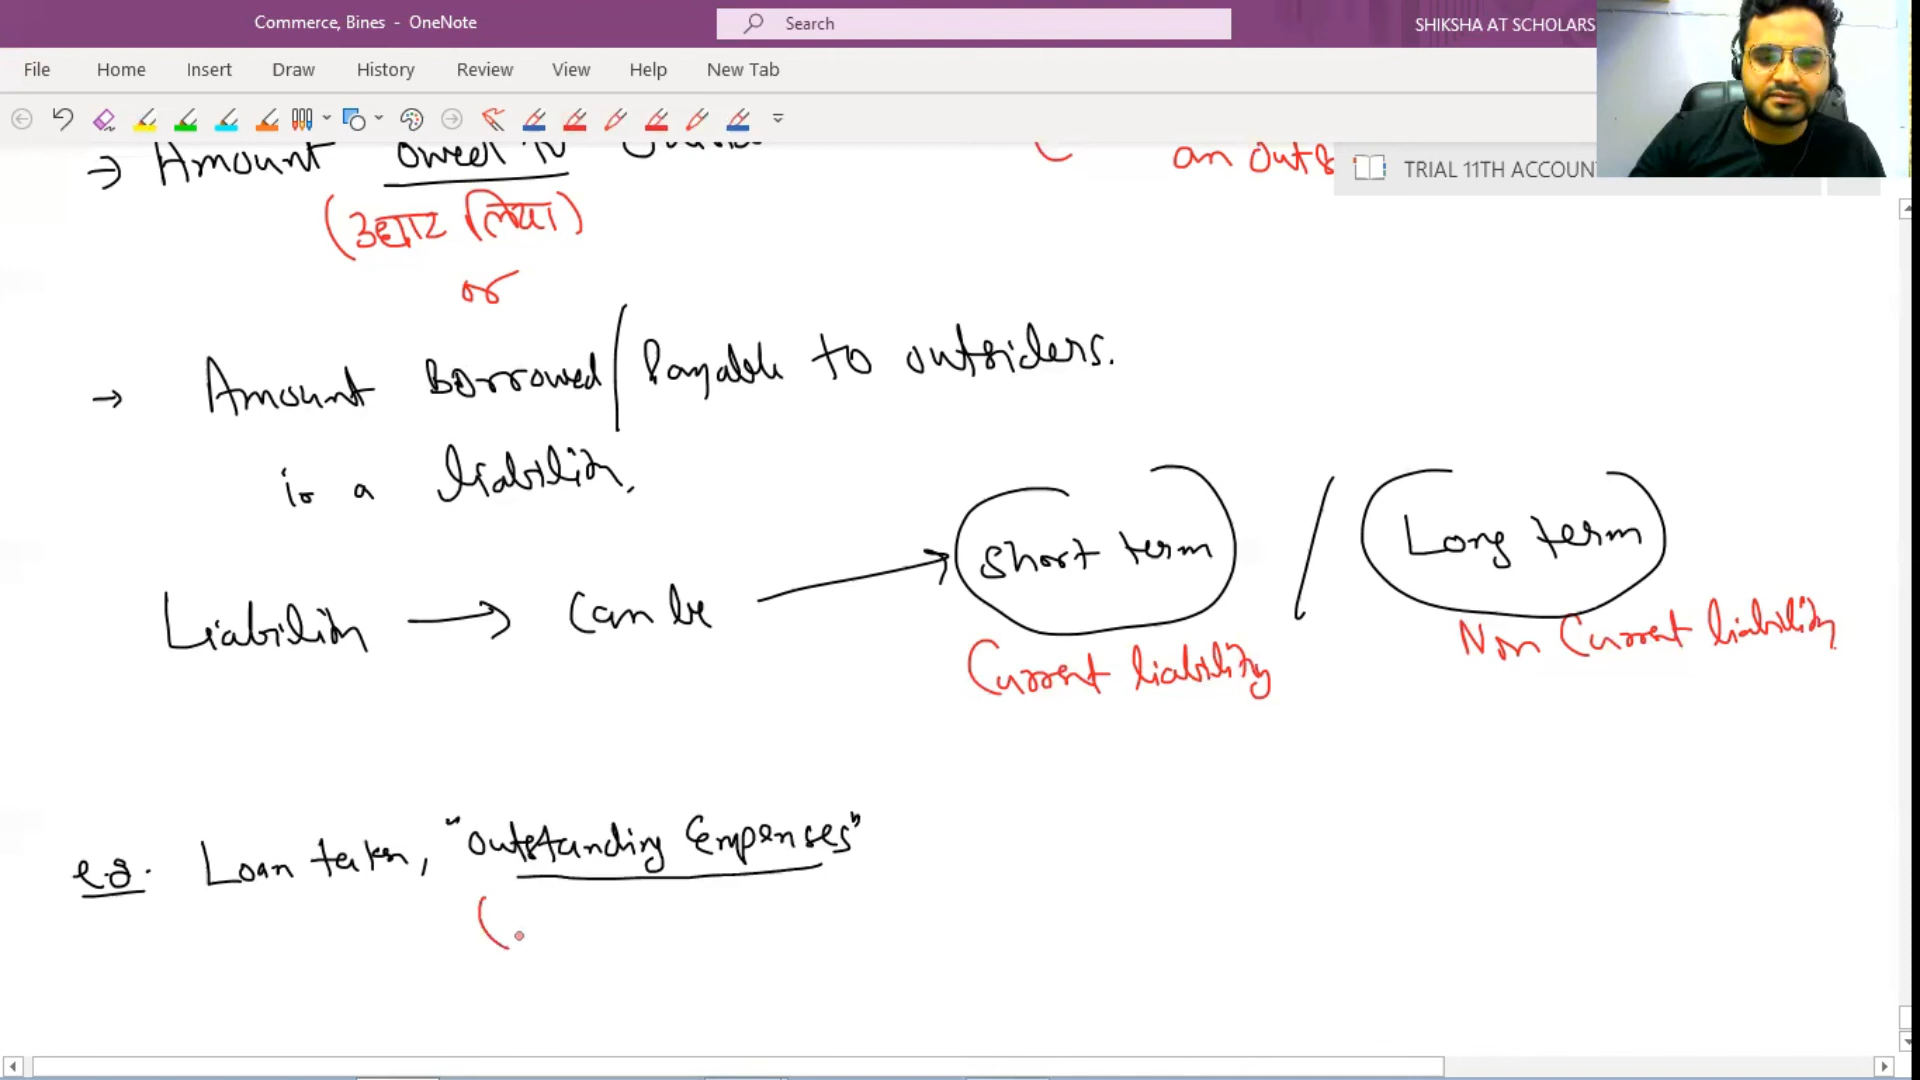 Commerce, Bines - OneNote
Search
SHIKSHA AT SCHOLARS
File Home Insert Draw History Review View Help New Tab
TRIAL 11TH ACCOUN
→ Amount owed to
an outs
(उधार लिया)
or
→ Amount Borrowed / Payable to outsiders.
is a liability.
Liability → Can be → Short term / Long term
Current liability Non Current liability
e.g. Loan taken, "Outstanding Expenses"
(